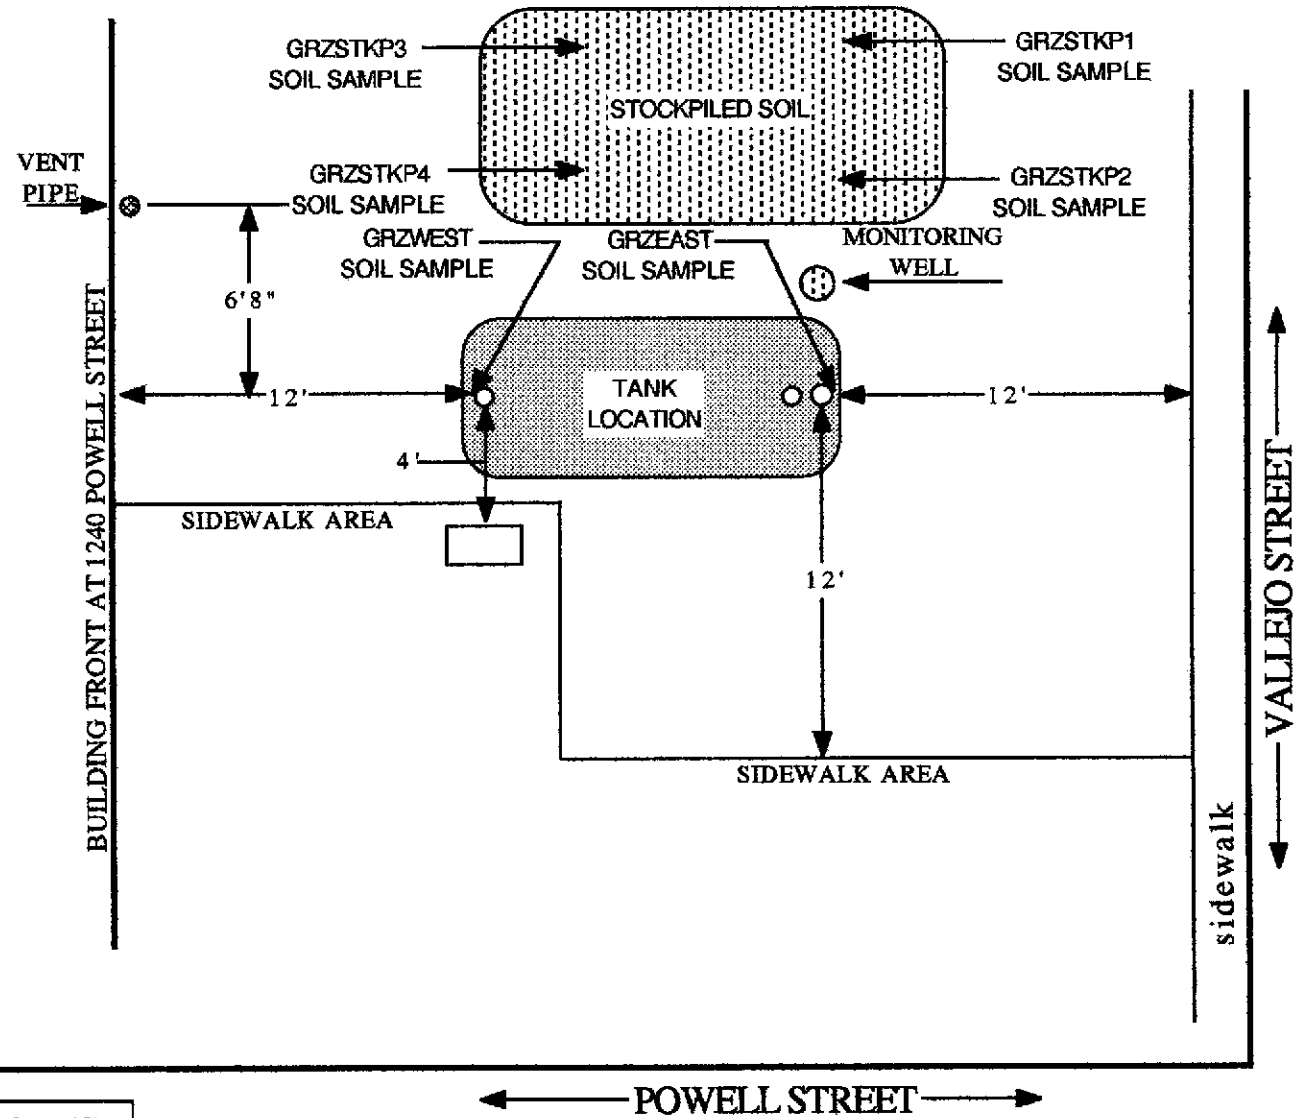 GRZSTKP3
SOIL SAMPLE
GRZSTKP1
SOIL SAMPLE
STOCKPILED SOIL
VENT
PIPE
GRZSTKP4
SOIL SAMPLE
GRZSTKP2
SOIL SAMPLE
GRZWEST
SOIL SAMPLE
GRZEAST
SOIL SAMPLE
MONITORING
WELL
6'8"
12'
TANK
LOCATION
12'
4'
SIDEWALK AREA
12'
SIDEWALK AREA
BUILDING FRONT AT 1240 POWELL STREET
VALLEJO STREET
sidewalk
POWELL STREET